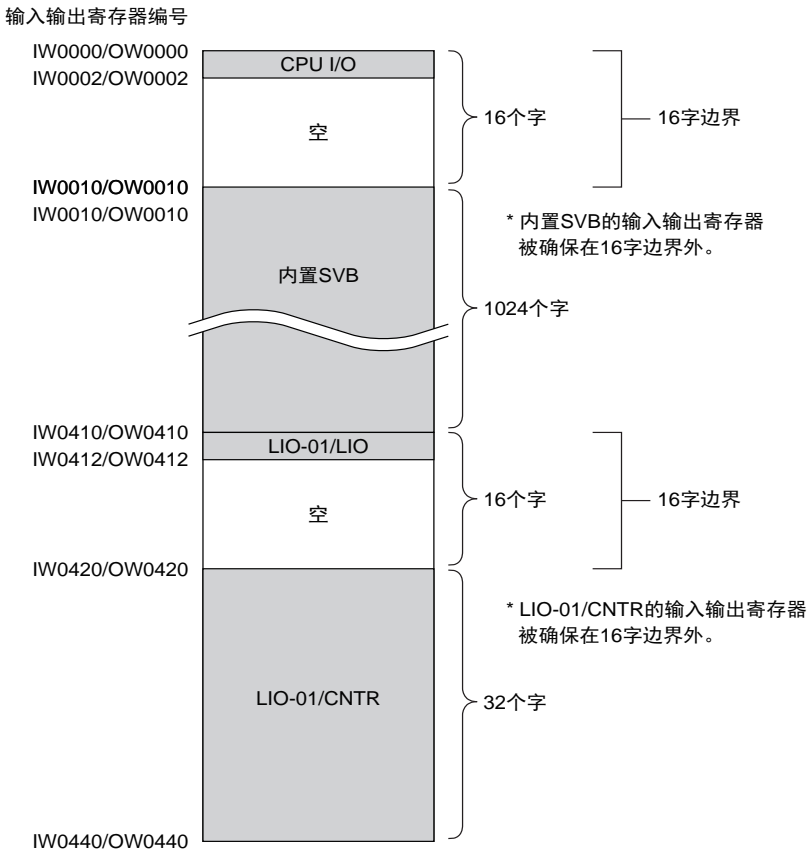 输入输出寄存器编号
IW0000/OW0000
CPU I/O
IW0002/OW0002
空
16个字
16字边界
IW0010/OW0010
IW0010/OW0010
* 内置SVB的输入输出寄存器
被确保在16字边界外。
内置SVB
1024个字
IW0410/OW0410
LIO-01/LIO
IW0412/OW0412
空
16个字
16字边界
IW0420/OW0420
* LIO-01/CNTR的输入输出寄存器
被确保在16字边界外。
LIO-01/CNTR
32个字
IW0440/OW0440